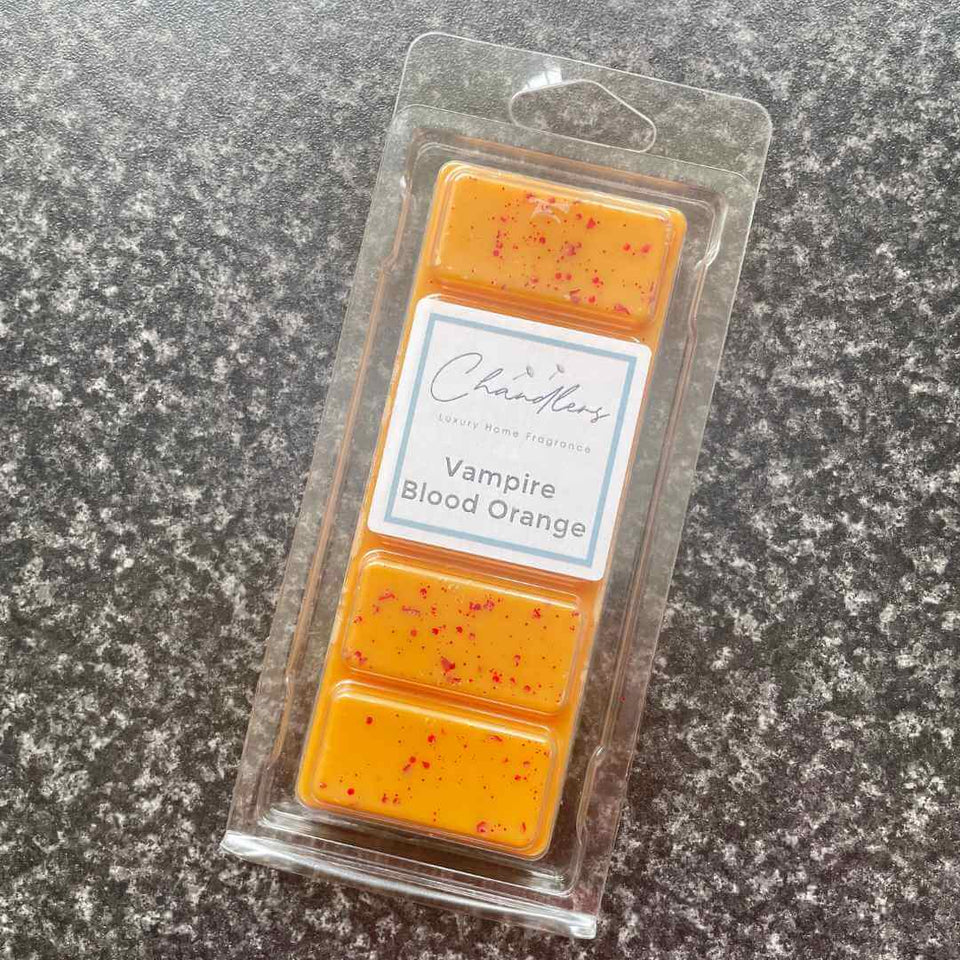 Chandlers
Luxury Home Fragrance
Vampire
Blood Orange